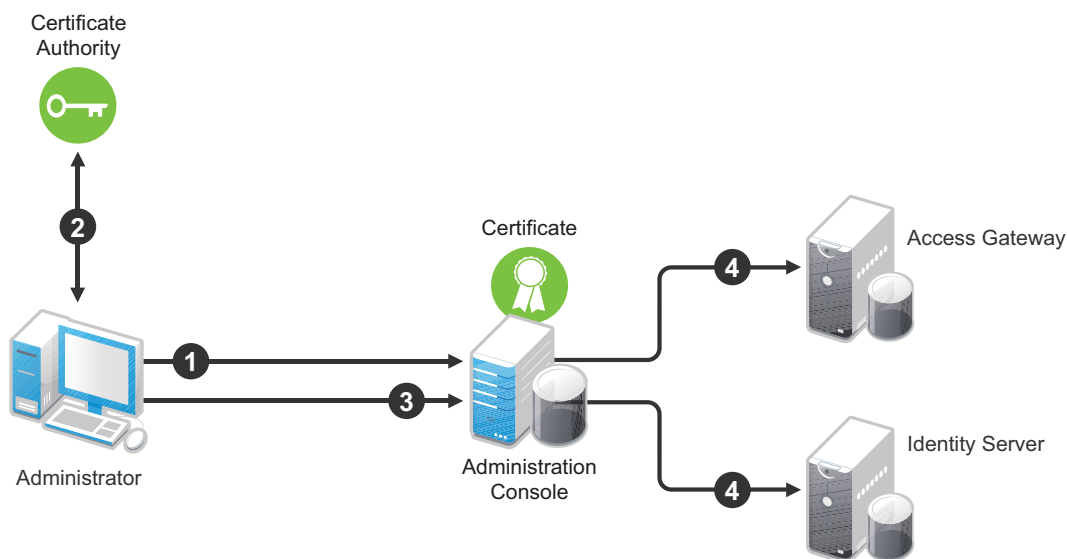 Certificate
Authority
2
Certificate
Access Gateway
4
1
3
Administrator
Administration
Console
Identity Server
4